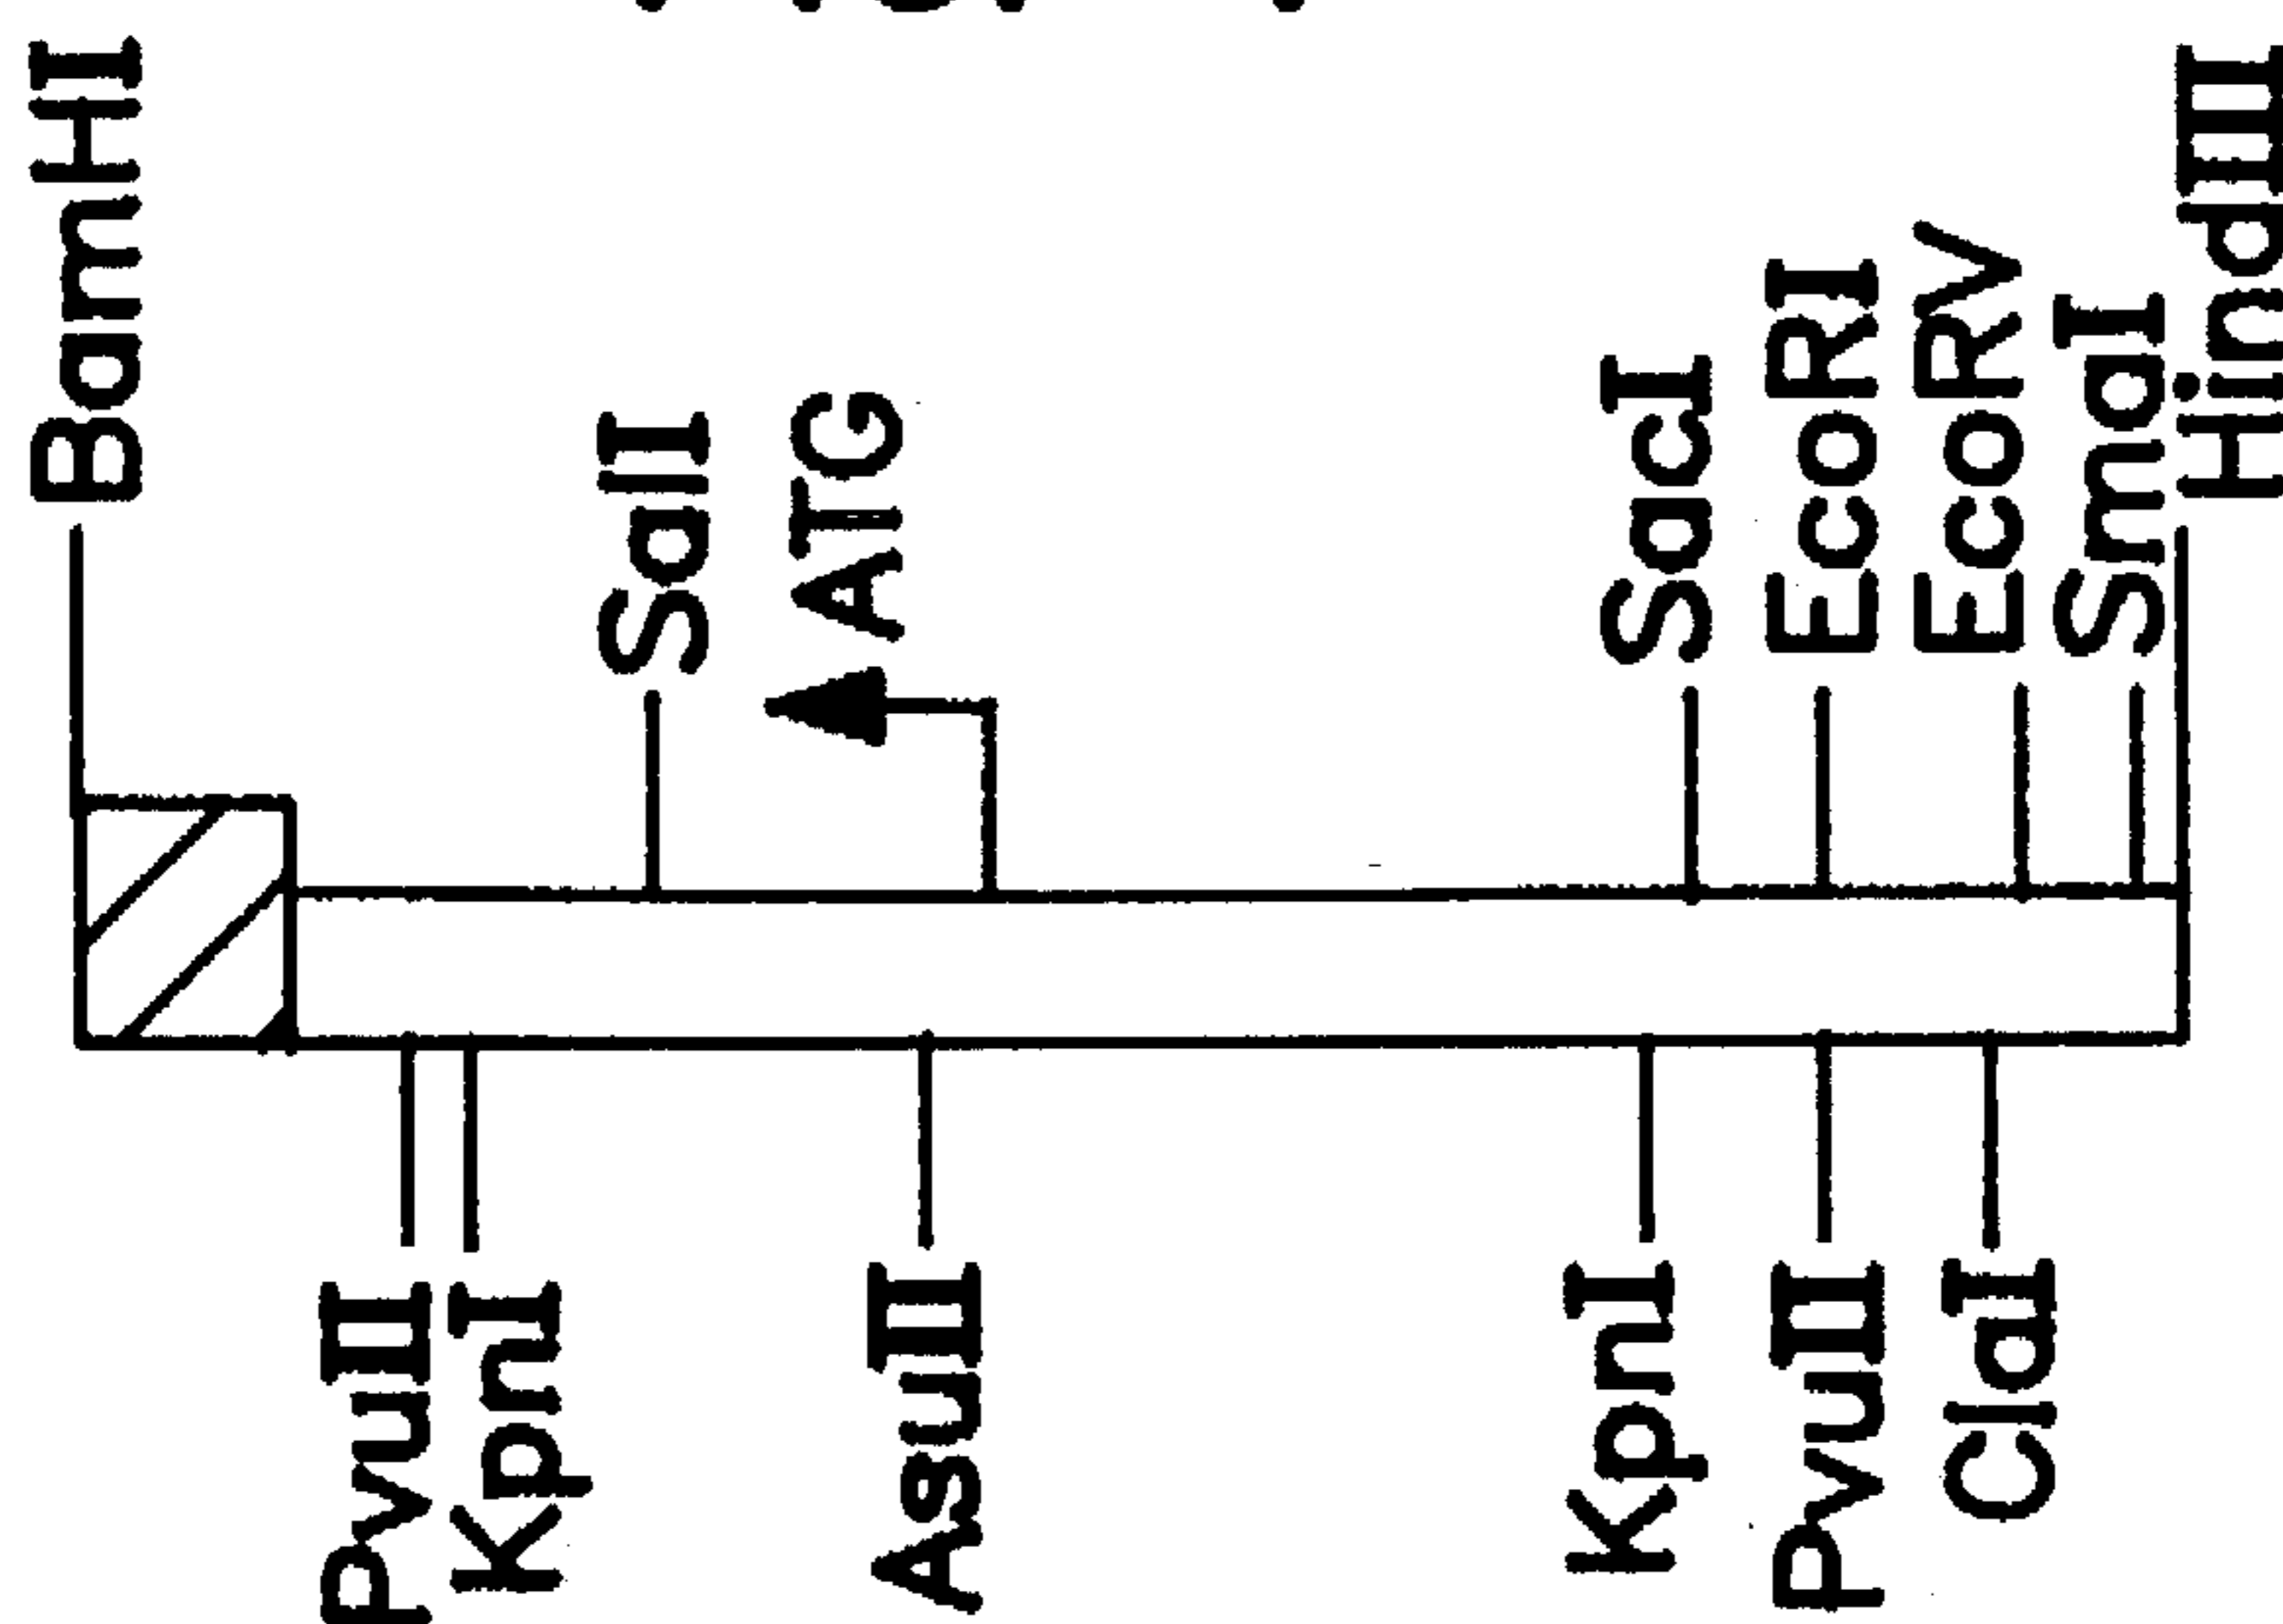 BamHI
SalI
ATG
SacI
EcoRI
EcoRV
SmaI
HindIII
PvuII
KpnI
AsuII
KpnI
PvuII
ClaI